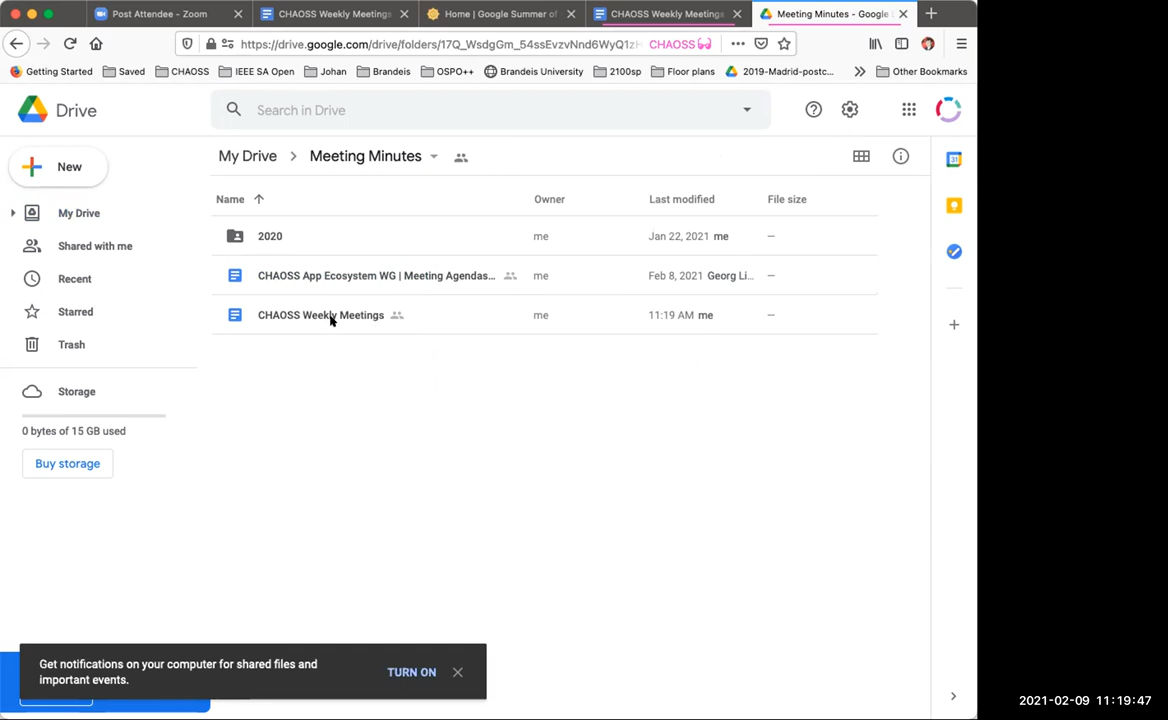 Post Attendee - Zoom
CHAOSS Weekly Meetings
Home | Google Summer of
CHAOSS Weekly Meetings
Meeting Minutes - Google
https://drive.google.com/drive/folders/17Q_WsdgGm_54ssEvzvNnd6WyQ1z
CHAOSS
Getting Started
Saved
CHAOSS
IEEE SA Open
Johan
Brandeis
OSPO++
Brandeis University
2100sp
Floor plans
2019-Madrid-postc...
Other Bookmarks
Drive
Search in Drive
New
My Drive
Shared with me
Recent
Starred
Trash
Storage
0 bytes of 15 GB used
Buy storage
My Drive > Meeting Minutes
Name Owner Last modified File size
2020 me Jan 22, 2021 me –
CHAOSS App Ecosystem WG | Meeting Agendas... me Feb 8, 2021 Georg Li... –
CHAOSS Weekly Meetings me 11:19 AM me –
31
Get notifications on your computer for shared files and
important events.
TURN ON
2021-02-09 11:19:47